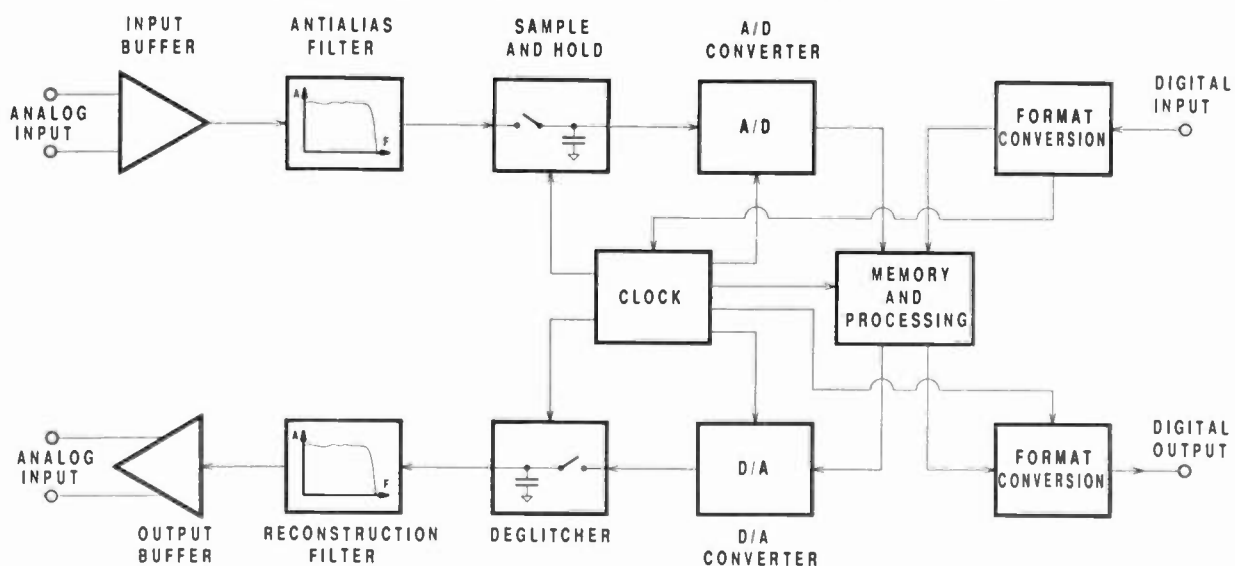 INPUT
BUFFER
ANTIALIAS
FILTER
SAMPLE
AND HOLD
A/D
CONVERTER
ANALOG
INPUT
A
F
A/D
FORMAT
CONVERSION
DIGITAL
INPUT
CLOCK
MEMORY
AND
PROCESSING
ANALOG
INPUT
A
F
D/A
FORMAT
CONVERSION
DIGITAL
OUTPUT
OUTPUT
BUFFER
RECONSTRUCTION
FILTER
DEGLITCHER
D/A
CONVERTER